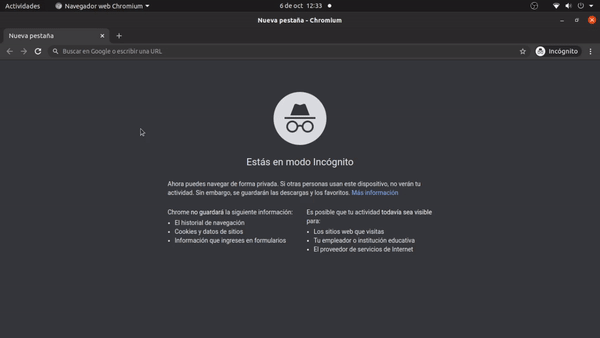 Actividades
Navegador web Chromium
6 de oct 12:33
Nueva pestaña - Chromium
Nueva pestaña
Buscar en Google o escribir una URL
Incógnito
Estás en modo Incógnito
Ahora puedes navegar de forma privada. Si otras personas usan este dispositivo, no verán tu
actividad. Sin embargo, se guardarán las descargas y los favoritos. Más información
Chrome no guardará la siguiente información:
• El historial de navegación
• Cookies y datos de sitios
• Información que ingreses en formularios
Es posible que tu actividad todavía sea visible
para:
• Los sitios web que visitas
• Tu empleador o institución educativa
• El proveedor de servicios de Internet